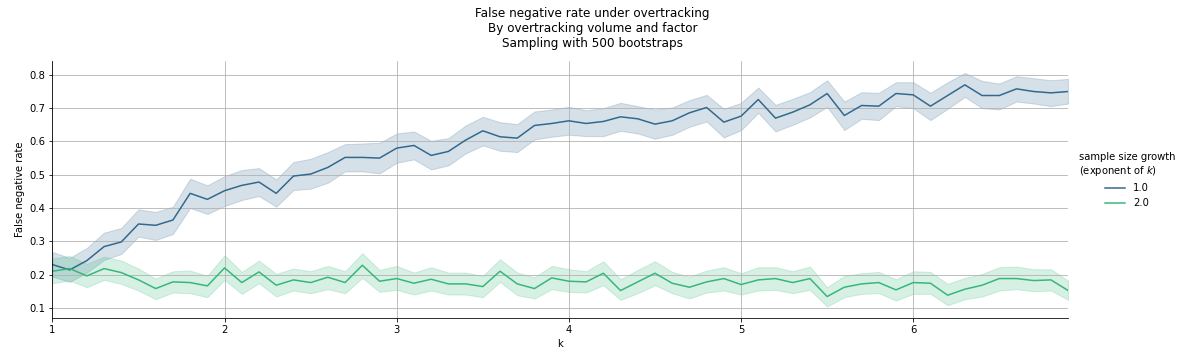 False negative rate under overtracking
By overtracking volume and factor
Sampling with 500 bootstraps
0.8
0.7
0.6
0.5
0.4
0.3
0.2
0.1
False negative rate
1
2
3
4
5
6
k
sample size growth
(exponent of k)
1.0
2.0